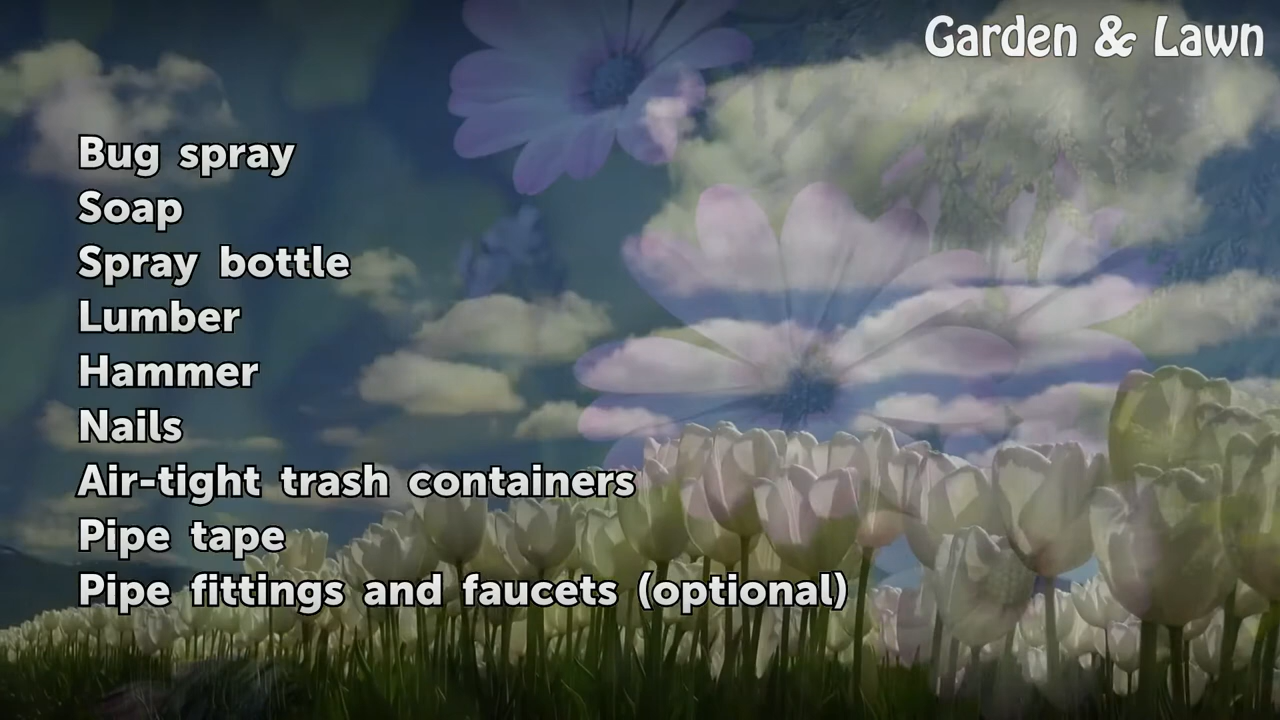 Garden & Lawn
Bug spray
Soap
Spray bottle
Lumber
Hammer
Nails
Air-tight trash containers
Pipe tape
Pipe fittings and faucets (optional)